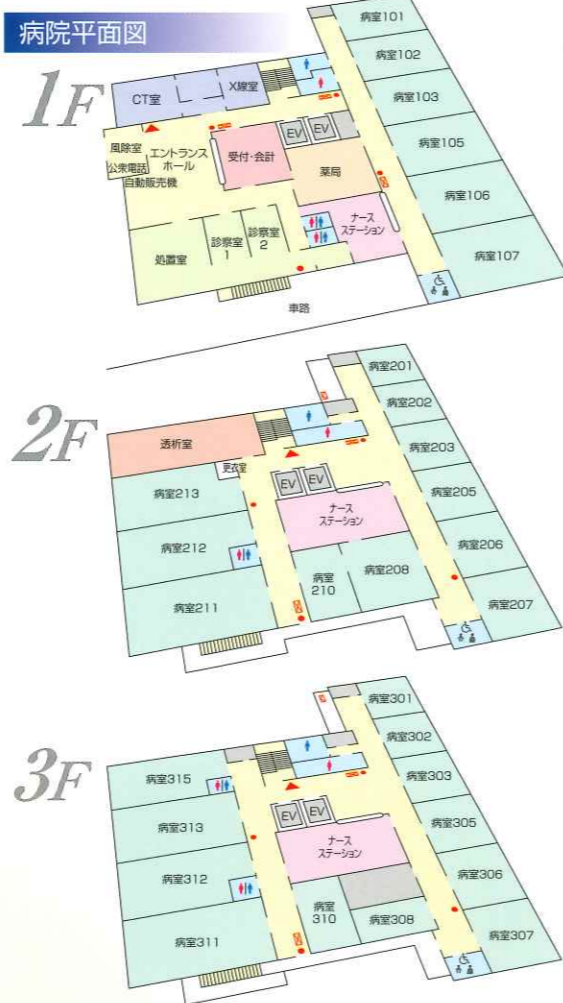 病院平面図
1F
病室101
病室102
病室103
病室105
病室106
病室107
CT室
X線室
風除室
公衆電話
自動販売機
エントランス
ホール
受付・会計
EV
EV
薬局
処置室
診察室
1
診察室
2
ナース
ステーション
車路
2F
病室201
病室202
病室203
病室205
病室206
病室207
透析室
更衣室
病室213
病室212
病室211
EV
EV
ナース
ステーション
病室
210
病室208
3F
病室301
病室302
病室303
病室305
病室306
病室307
病室315
病室313
病室312
病室311
EV
EV
ナース
ステーション
病室
310
病室308